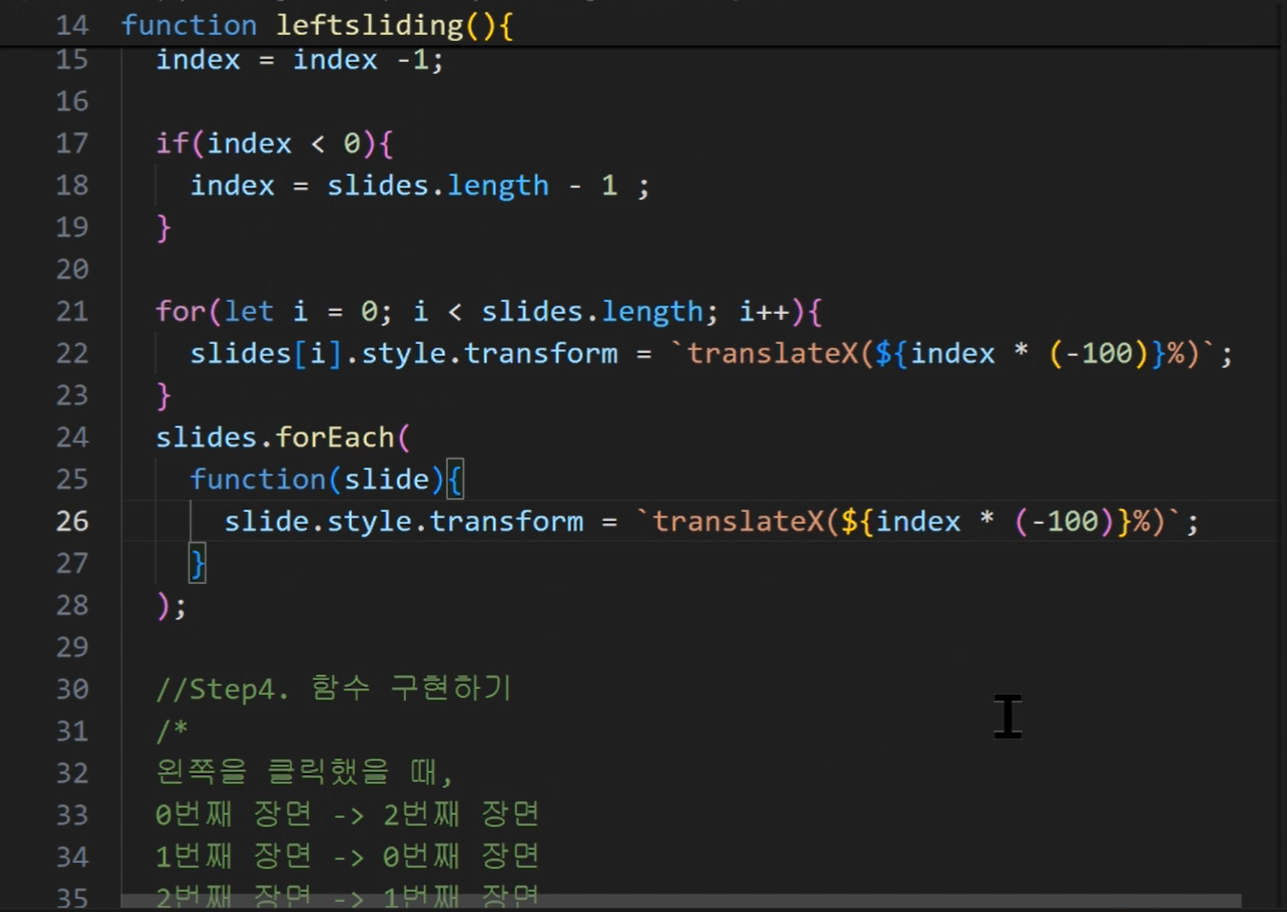 14 function leftsliding(){
15 index = index -1;
16
17 if(index < 0){
18 index = slides.length - 1 ;
19 }
20
21 for(let i = 0; i < slides.length; i++){
22 slides[i].style.transform = `translateX(${index * (-100)}%)`;
23 }
24 slides.forEach(
25 function(slide){
26 slide.style.transform = `translateX(${index * (-100)}%)`;
27 }
28 );
29
30 //Step4. 함수 구현하기
31 /*
32 왼쪽을 클릭했을 때,
33 0번째 장면 -> 2번째 장면
34 1번째 장면 -> 0번째 장면
35 2번째 장면 -> 1번째 장면